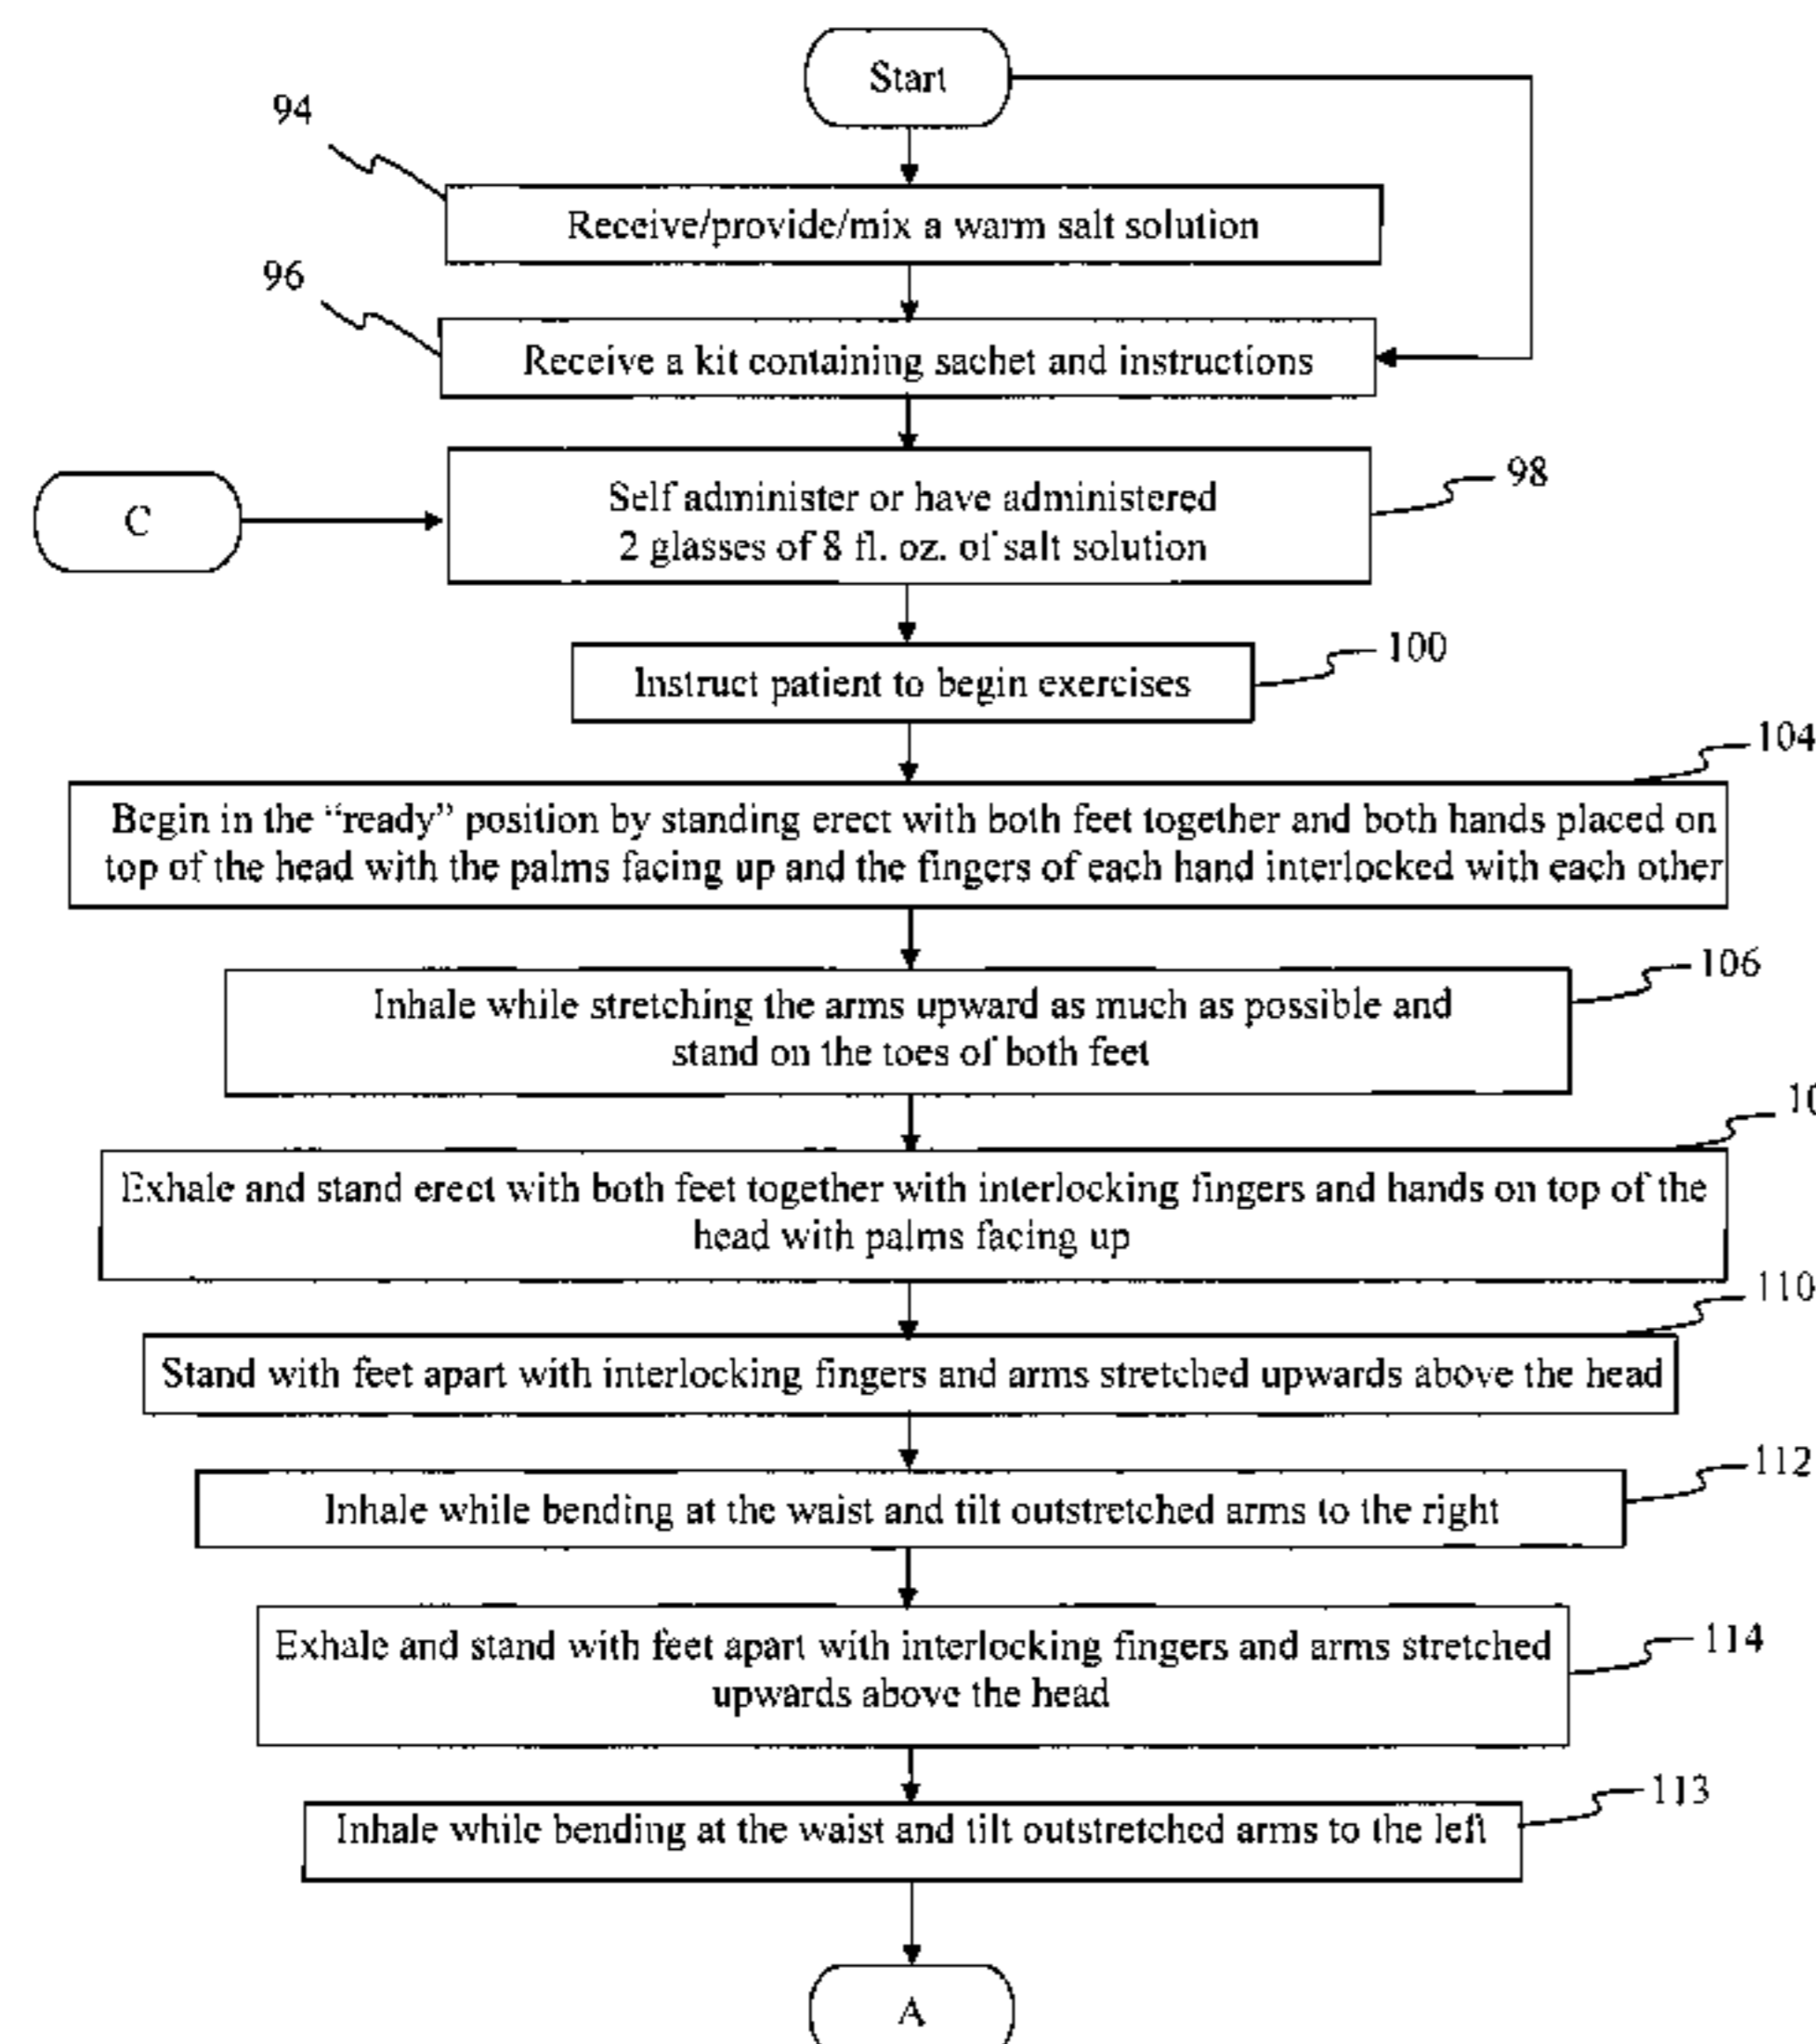 Start
94
Receive/provide/mix a warm salt solution
96
Receive a kit containing sachet and instructions
C
Self administer or have administered
2 glasses of 8 fl. oz. of salt solution
98
Instruct patient to begin exercises
100
104
Begin in the “ready” position by standing erect with both feet together and both hands placed on
top of the head with the palms facing up and the fingers of each hand interlocked with each other
106
Inhale while stretching the arms upward as much as possible and
stand on the toes of both feet
Exhale and stand erect with both feet together with interlocking fingers and hands on top of the
head with palms facing up
110
Stand with feet apart with interlocking fingers and arms stretched upwards above the head
112
Inhale while bending at the waist and tilt outstretched arms to the right
Exhale and stand with feet apart with interlocking fingers and arms stretched
upwards above the head
114
113
Inhale while bending at the waist and tilt outstretched arms to the left
A